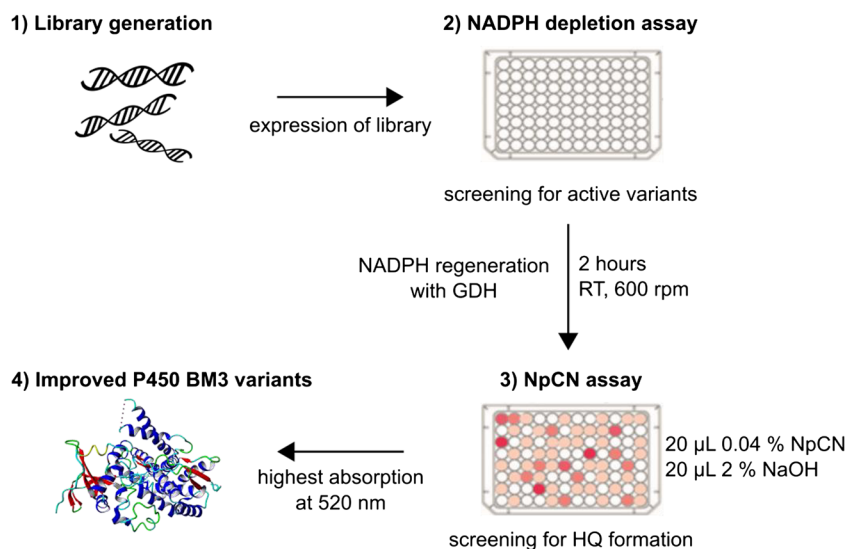 1) Library generation
expression of library
2) NADPH depletion assay
screening for active variants
NADPH regeneration
with GDH
2 hours
RT, 600 rpm
3) NpCN assay
20 µL 0.04 % NpCN
20 µL 2 % NaOH
screening for HQ formation
highest absorption
at 520 nm
4) Improved P450 BM3 variants